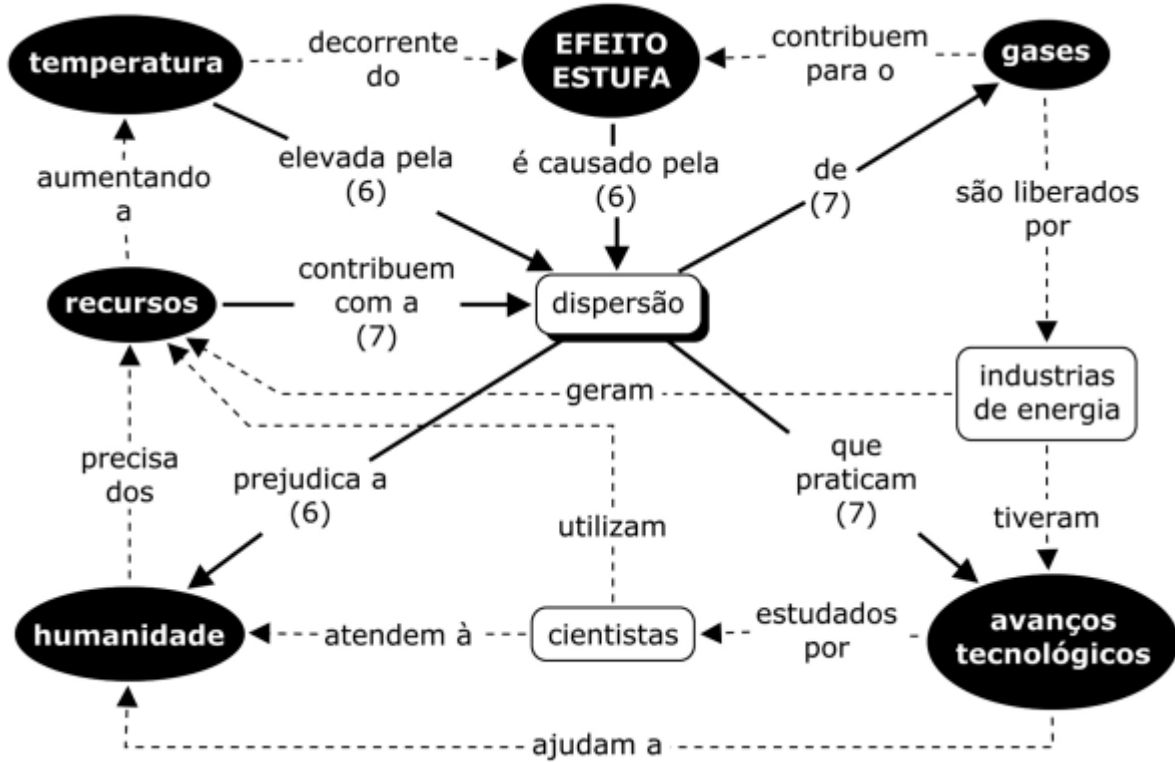 temperatura
decorrente
do
EFEITO
ESTUFA
contribuem
para o
gases
aumentando
a
elevada pela
(6)
é causado pela
(6)
de
(7)
são liberados
por
recursos
contribuem
com a
(7)
dispersão
geram
industrias
de energia
precisa
dos
prejudica a
(6)
utilizam
que
praticam
(7)
tiveram
humanidade
atendem à
cientistas
estudados
por
avanços
tecnológicos
ajudam a